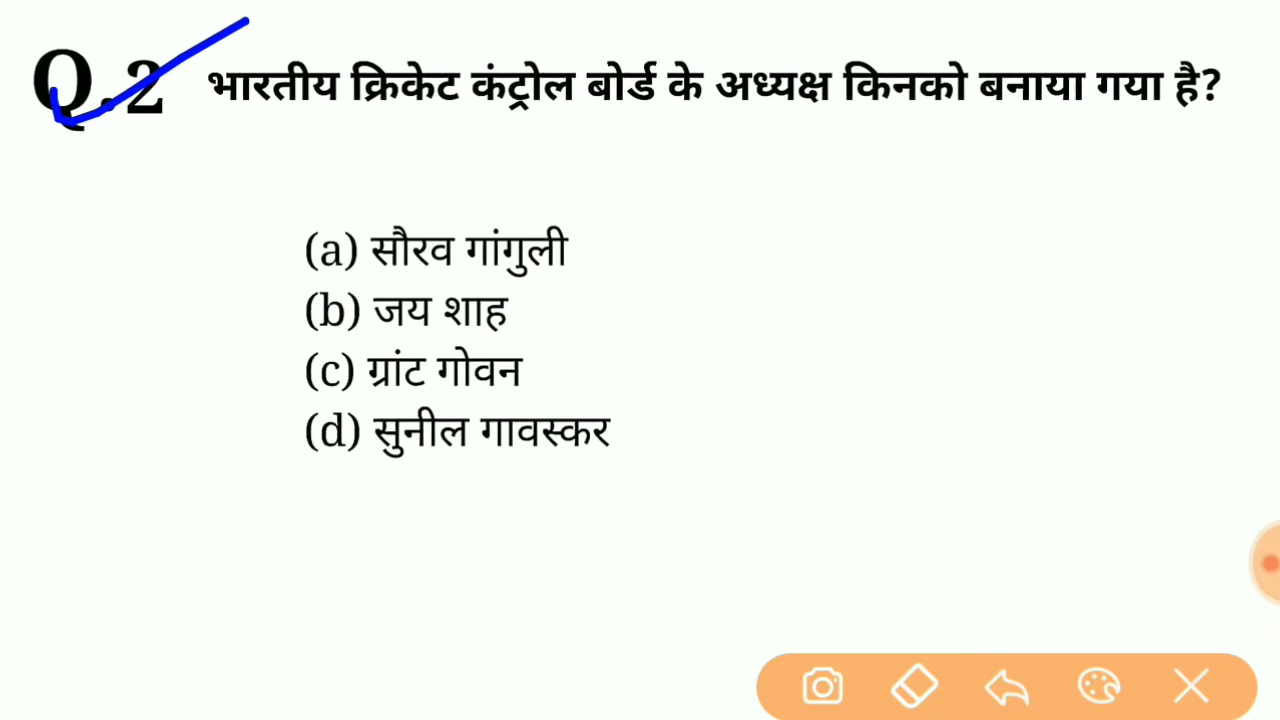 Q.2 भारतीय क्रिकेट कंट्रोल बोर्ड के अध्यक्ष किनको बनाया गया है?
(a) सौरव गांगुली
(b) जय शाह
(c) ग्रांट गोवन
(d) सुनील गावस्कर